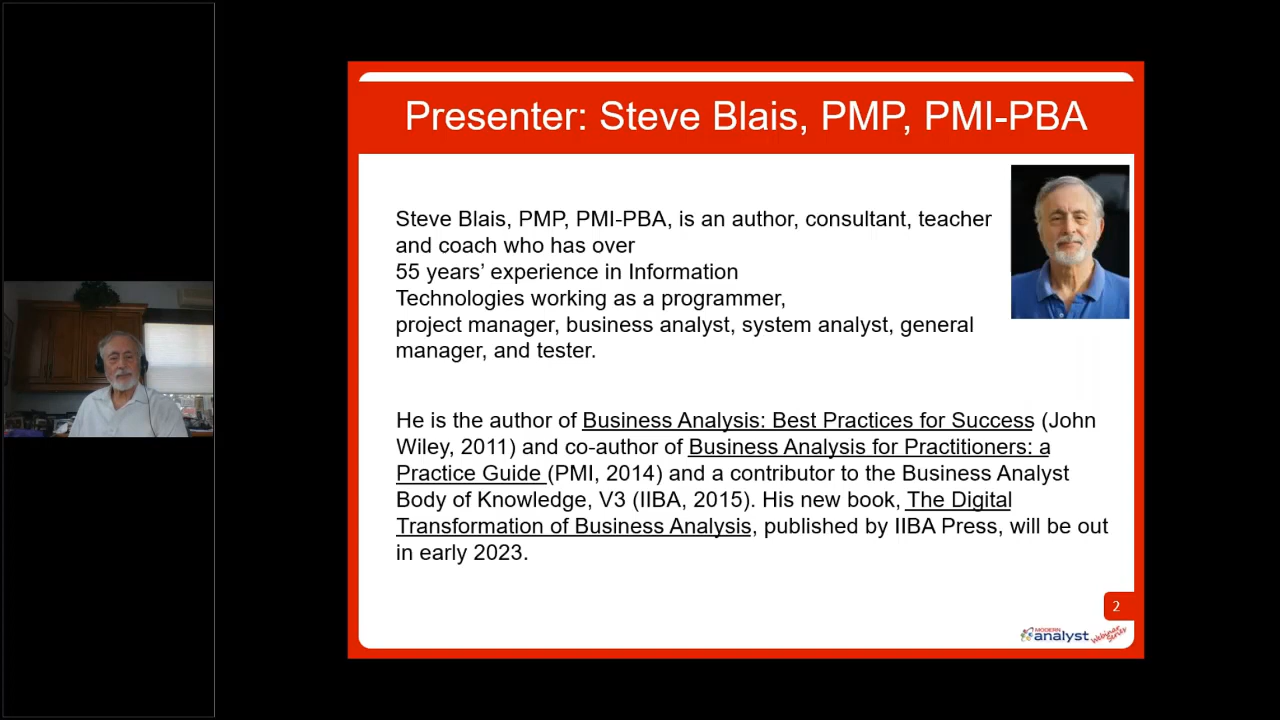 Presenter: Steve Blais, PMP, PMI-PBA
Steve Blais, PMP, PMI-PBA, is an author, consultant, teacher
and coach who has over
55 years’ experience in Information
Technologies working as a programmer,
project manager, business analyst, system analyst, general
manager, and tester.
He is the author of Business Analysis: Best Practices for Success (John
Wiley, 2011) and co-author of Business Analysis for Practitioners: a
Practice Guide (PMI, 2014) and a contributor to the Business Analyst
Body of Knowledge, V3 (IIBA, 2015). His new book, The Digital
Transformation of Business Analysis, published by IIBA Press, will be out
in early 2023.
2
MODERN
analyst Webinar Series